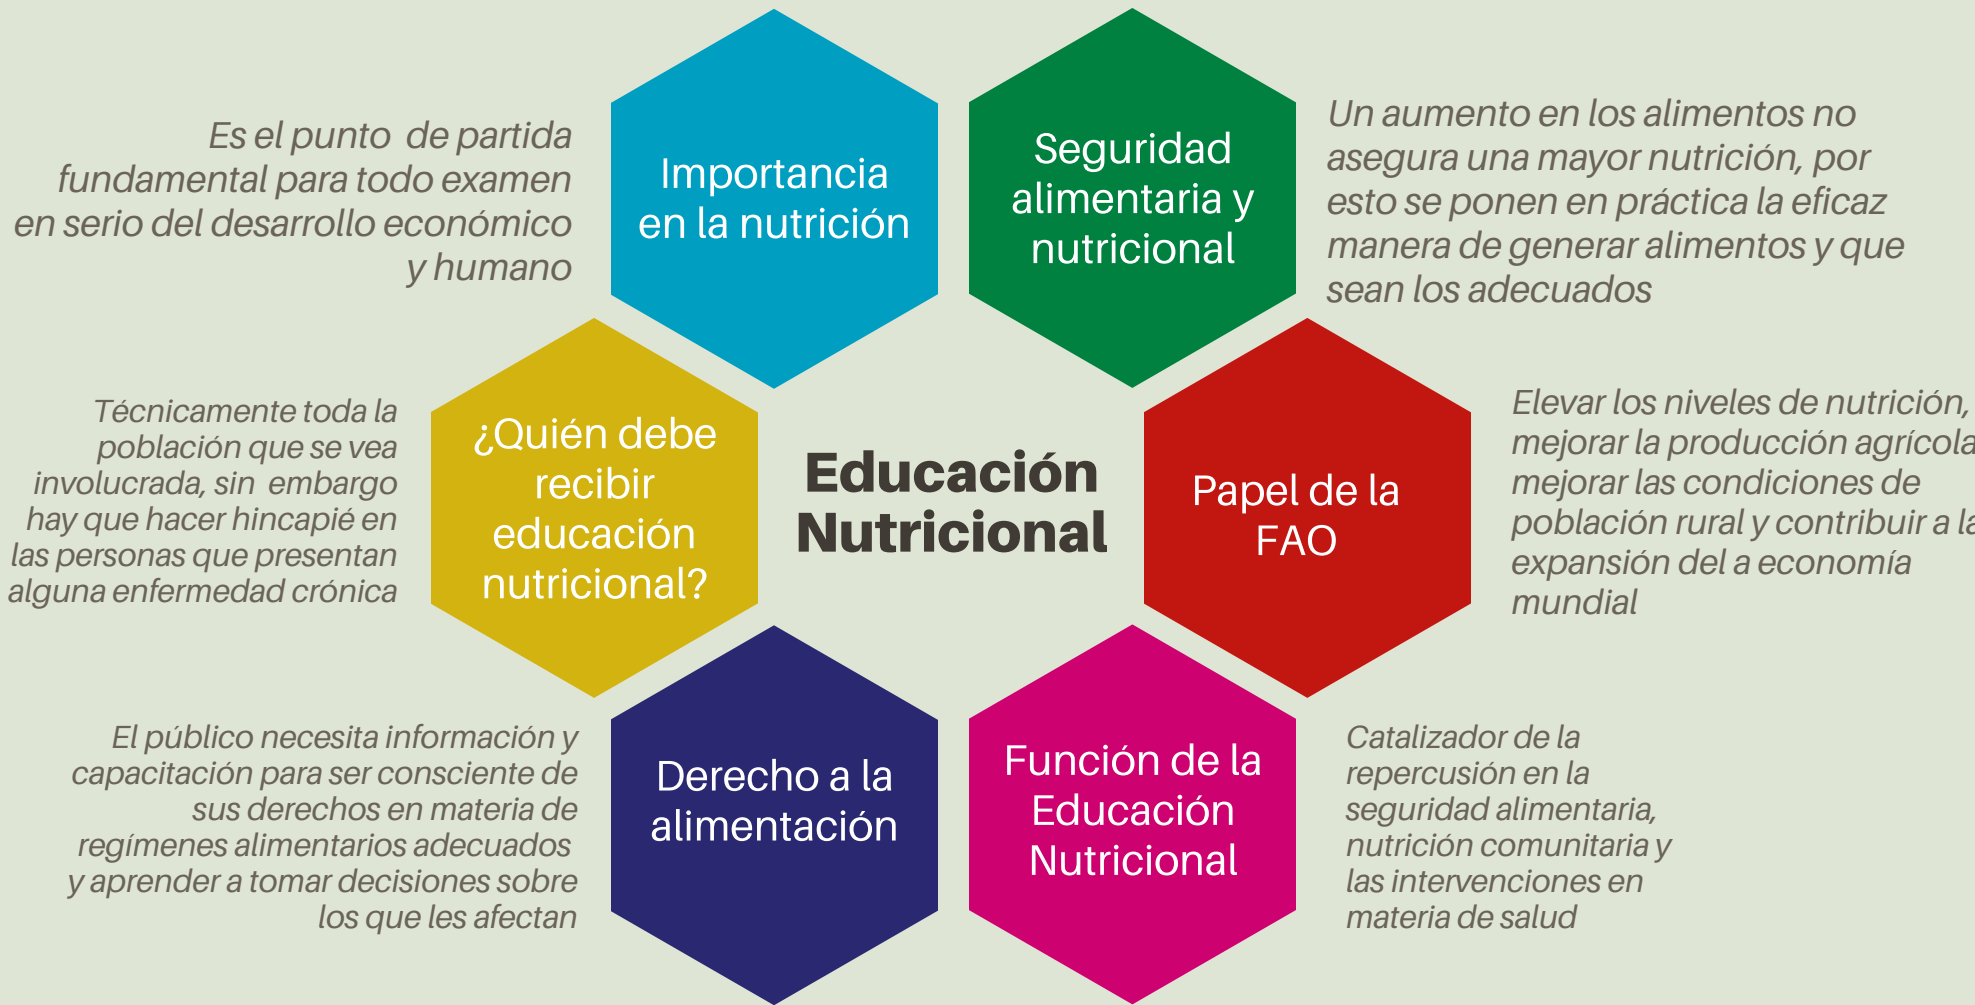 Es el punto  de partida
fundamental para todo examen
en serio del desarrollo económico
y humano
Importancia
en la nutrición
Seguridad
alimentaria y
nutricional
Un aumento en los alimentos no
asegura una mayor nutrición, por
esto se ponen en práctica la eficaz
manera de generar alimentos y que
sean los adecuados
Técnicamente toda la
población que se vea
involucrada, sin  embargo
hay que hacer hincapié en
las personas que presentan
alguna enfermedad crónica
¿Quién debe
recibir
educación
nutricional?
Educación
Nutricional
Papel de la
FAO
Elevar los niveles de nutrición,
mejorar la producción agrícola
mejorar las condiciones de
población rural y contribuir a la
expansión del a economía
mundial
El público necesita información y
capacitación para ser consciente de
sus derechos en materia de
regímenes alimentarios adecuados
y aprender a tomar decisiones sobre
los que les afectan
Derecho a la
alimentación
Función de la
Educación
Nutricional
Catalizador de la
repercusión en la
seguridad alimentaria,
nutrición comunitaria y
las intervenciones en
materia de salud